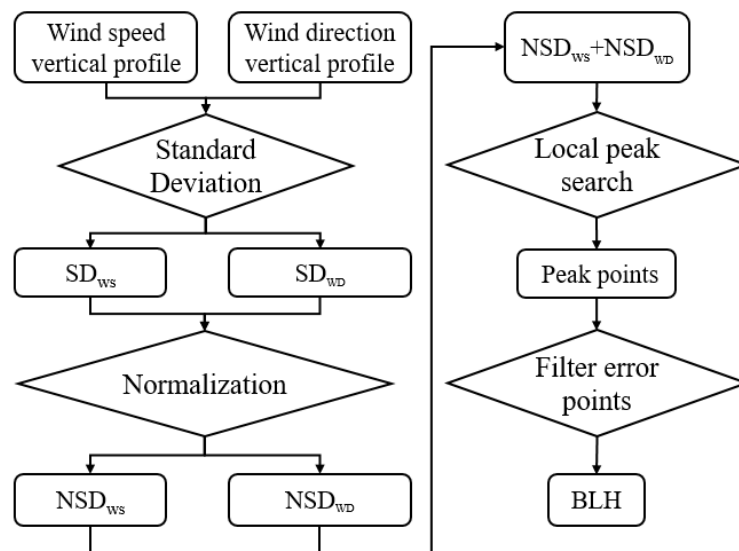 Wind speed
vertical profile
Wind direction
vertical profile
Standard
Deviation
SDws
SDWD
Normalization
NSDws
NSDWD
NSDws+NSDWD
Local peak
search
Peak points
Filter error
points
BLH